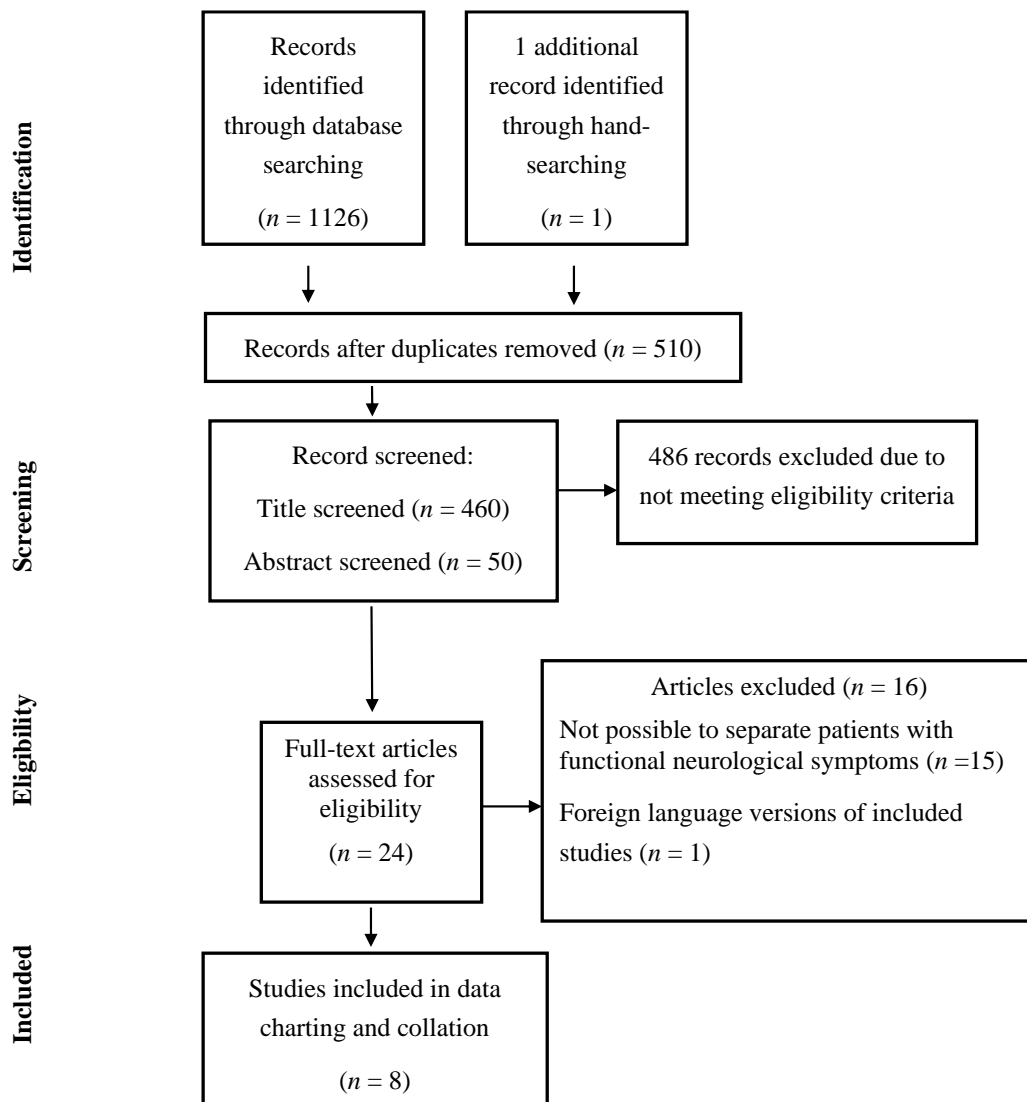 Identification
Records
identified
through database
searching
(n = 1126)
1 additional
record identified
through hand-
searching
(n = 1)
Records after duplicates removed (n = 510)
Screening
Record screened:
Title screened (n = 460)
Abstract screened (n = 50)
486 records excluded due to
not meeting eligibility criteria
Eligibility
Full-text articles
assessed for
eligibility
(n = 24)
Articles excluded (n = 16)
Not possible to separate patients with
functional neurological symptoms (n =15)
Foreign language versions of included
studies (n = 1)
Included
Studies included in data
charting and collation
(n = 8)